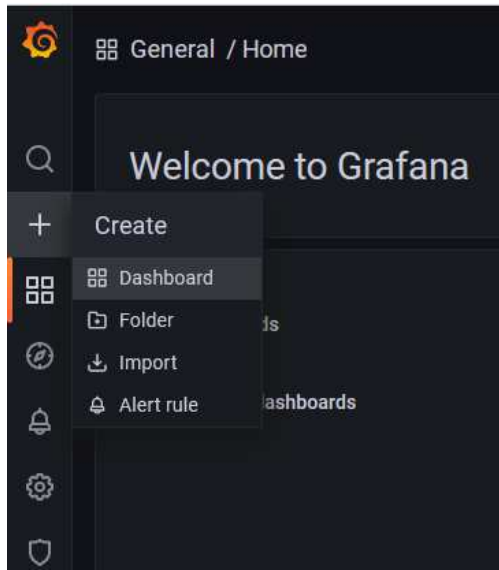 General / Home
Welcome to Grafana
Create
Dashboard
Folder
Import
Alert rule